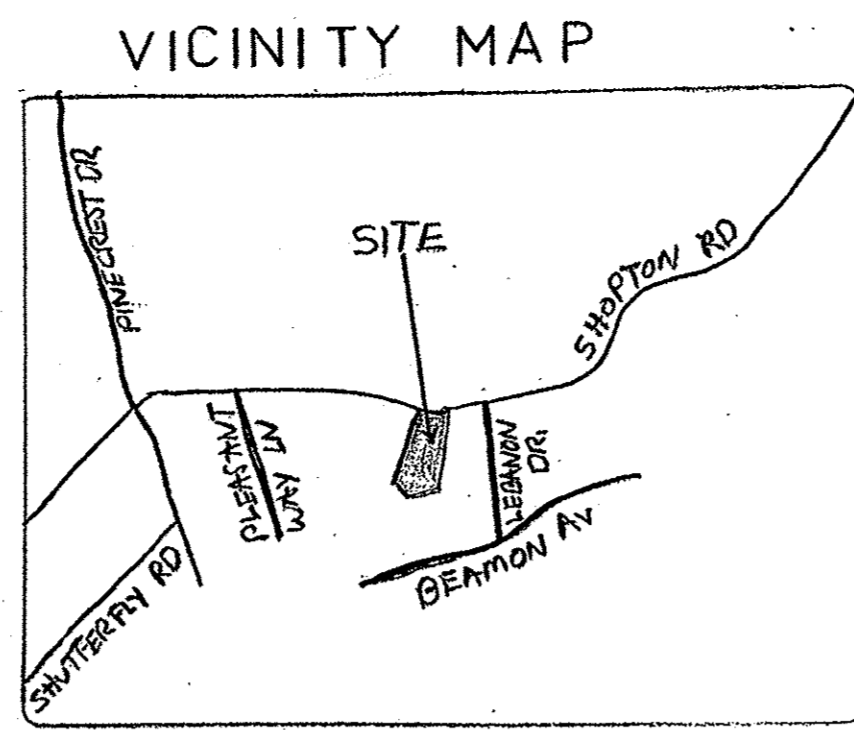 VICINITY MAP
PINECREST DR
SITE
SHOPTON RD
PLEASANT
WAY LN
LEBANON
DR.
BEAMON AV
SHUTTERFLY RD